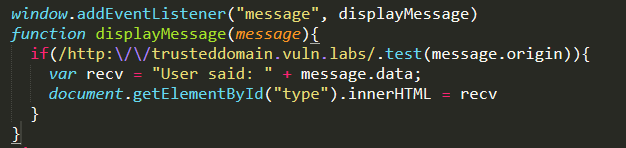 window.addEventListener("message", displayMessage)
function displayMessage(message){
  if(/http:\/\/trusteddomain.vuln.labs/.test(message.origin)){
    var recv = "User said: " + message.data;
    document.getElementById("type").innerHTML = recv
  }
}